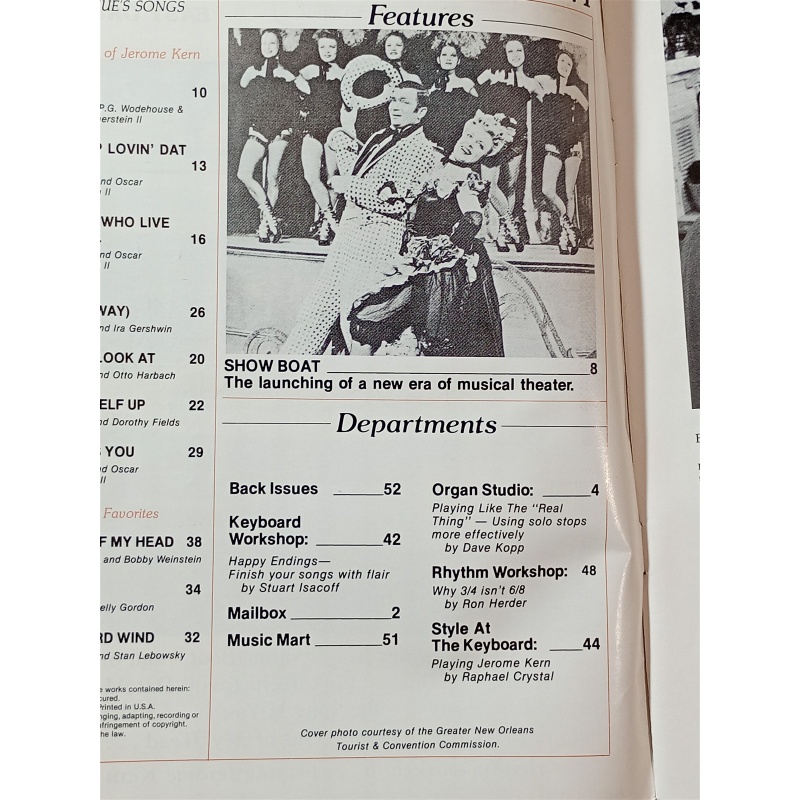 UE'S SONGS
of Jerome Kern
10
P.G. Wodehouse &
erstein II
LOVIN' DAT
13
nd Oscar
II
WHO LIVE
16
nd Oscar
II
WAY) 26
nd Ira Gershwin
OOK AT 20
nd Otto Harbach
ELF UP 22
nd Dorothy Fields
YOU 29
nd Oscar
II
Favorites
F MY HEAD 38
and Bobby Weinstein
34
elly Gordon
RD WIND 32
nd Stan Lebowsky
e works contained herein:
cured.
Printed in U.S.A.
nging, adapting, recording or
nfringement of copyright.
he law.
Features
SHOW BOAT 8
The launching of a new era of musical theater.
Departments
Back Issues 52
Keyboard
Workshop: 42
Happy Endings—
Finish your songs with flair
by Stuart Isacoff
Mailbox 2
Music Mart 51
Organ Studio: 4
Playing Like The "Real
Thing" — Using solo stops
more effectively
by Dave Kopp
Rhythm Workshop: 48
Why 3/4 isn't 6/8
by Ron Herder
Style At
The Keyboard: 44
Playing Jerome Kern
by Raphael Crystal
Cover photo courtesy of the Greater New Orleans
Tourist & Convention Commission.